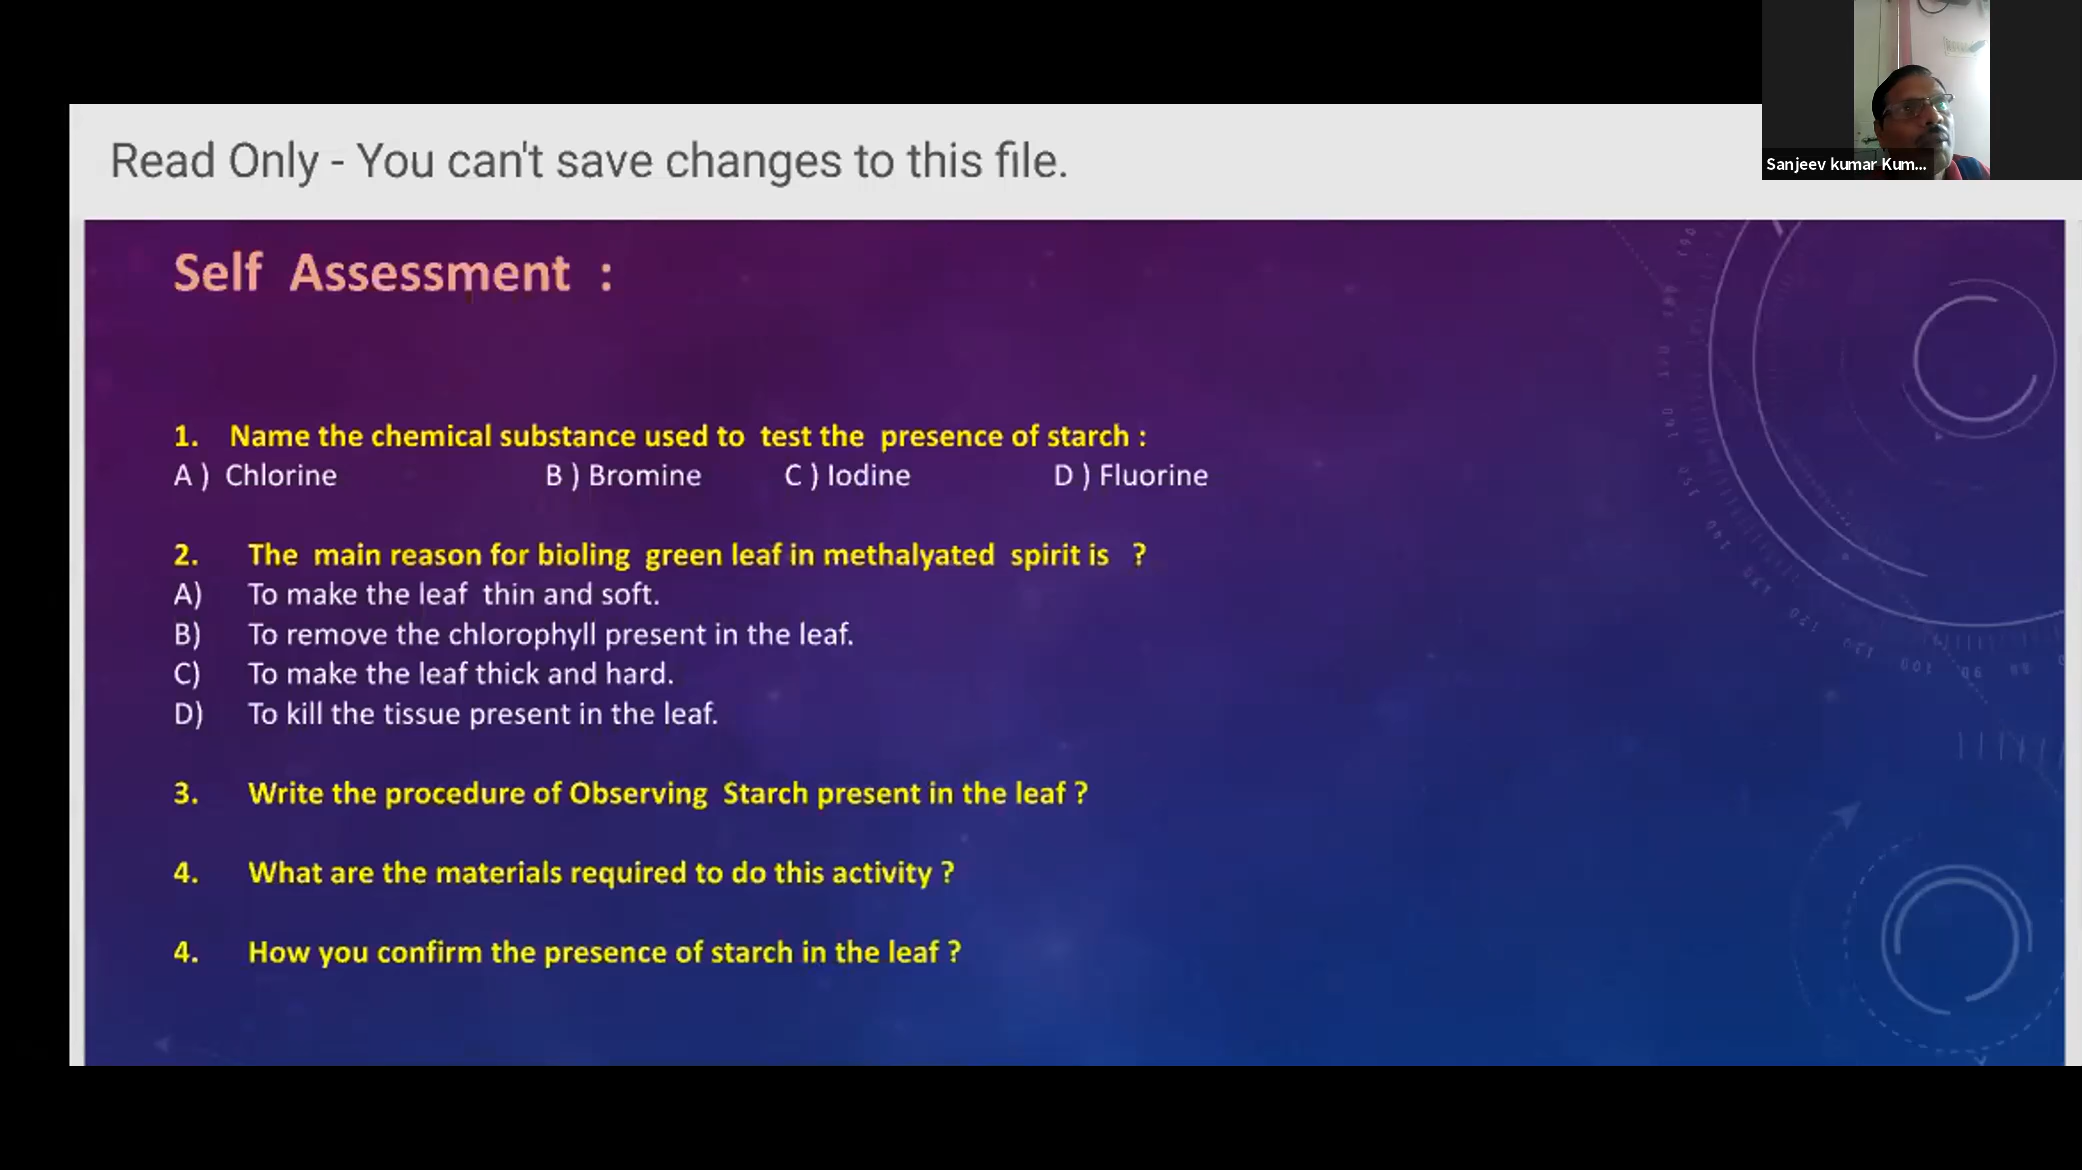 Sanjeev kumar Kum...
Read Only - You can't save changes to this file.
Self Assessment :
1. Name the chemical substance used to test the presence of starch :
A ) Chlorine B ) Bromine C ) Iodine D ) Fluorine
2. The main reason for bioling green leaf in methalyated spirit is ?
A) To make the leaf thin and soft.
B) To remove the chlorophyll present in the leaf.
C) To make the leaf thick and hard.
D) To kill the tissue present in the leaf.
3. Write the procedure of Observing Starch present in the leaf ?
4. What are the materials required to do this activity ?
4. How you confirm the presence of starch in the leaf ?